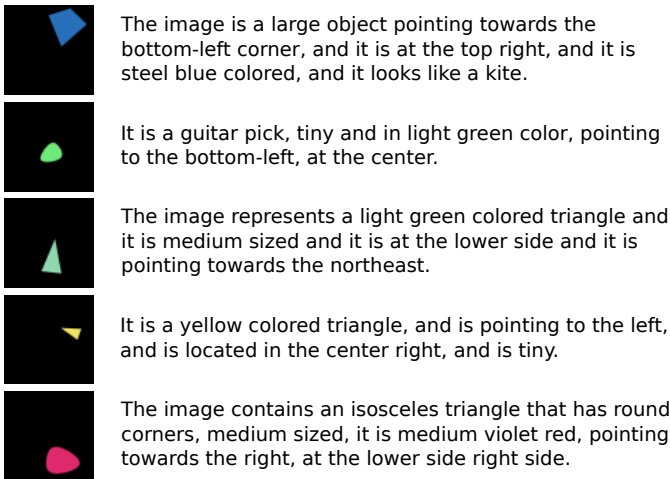 The image is a large object pointing towards the
bottom-left corner, and it is at the top right, and it is
steel blue colored, and it looks like a kite.
It is a guitar pick, tiny and in light green color, pointing
to the bottom-left, at the center.
The image represents a light green colored triangle and
it is medium sized and it is at the lower side and it is
pointing towards the northeast.
It is a yellow colored triangle, and is pointing to the left,
and is located in the center right, and is tiny.
The image contains an isosceles triangle that has round
corners, medium sized, it is medium violet red, pointing
towards the right, at the lower side right side.